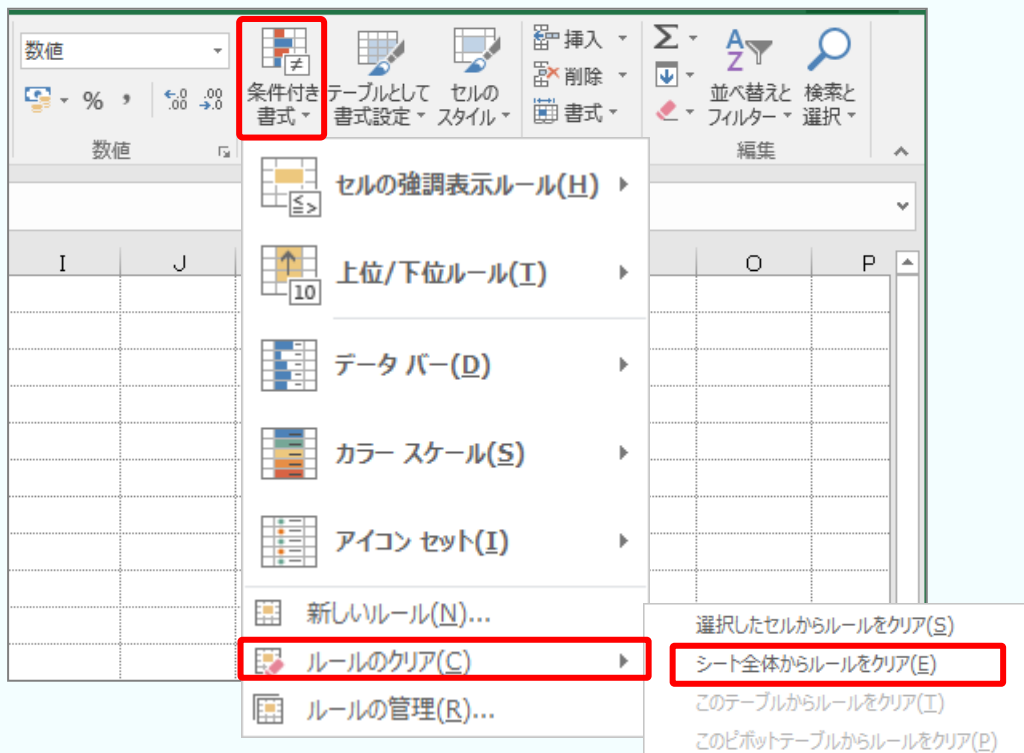 数値
%
,
←.0 .00
.00 →.0
数値
条件付き
書式
テーブルとして
書式設定
セルの
スタイル
挿入
削除
書式
Σ
A
Z
並べ替えと
フィルター
検索と
選択
編集
I J O P
セルの強調表示ルール(H)
10
上位/下位ルール(T)
データ バー(D)
カラー スケール(S)
アイコン セット(I)
新しいルール(N)...
ルールのクリア(C)
ルールの管理(R)...
選択したセルからルールをクリア(S)
シート全体からルールをクリア(E)
このテーブルからルールをクリア(T)
このピボットテーブルからルールをクリア(P)